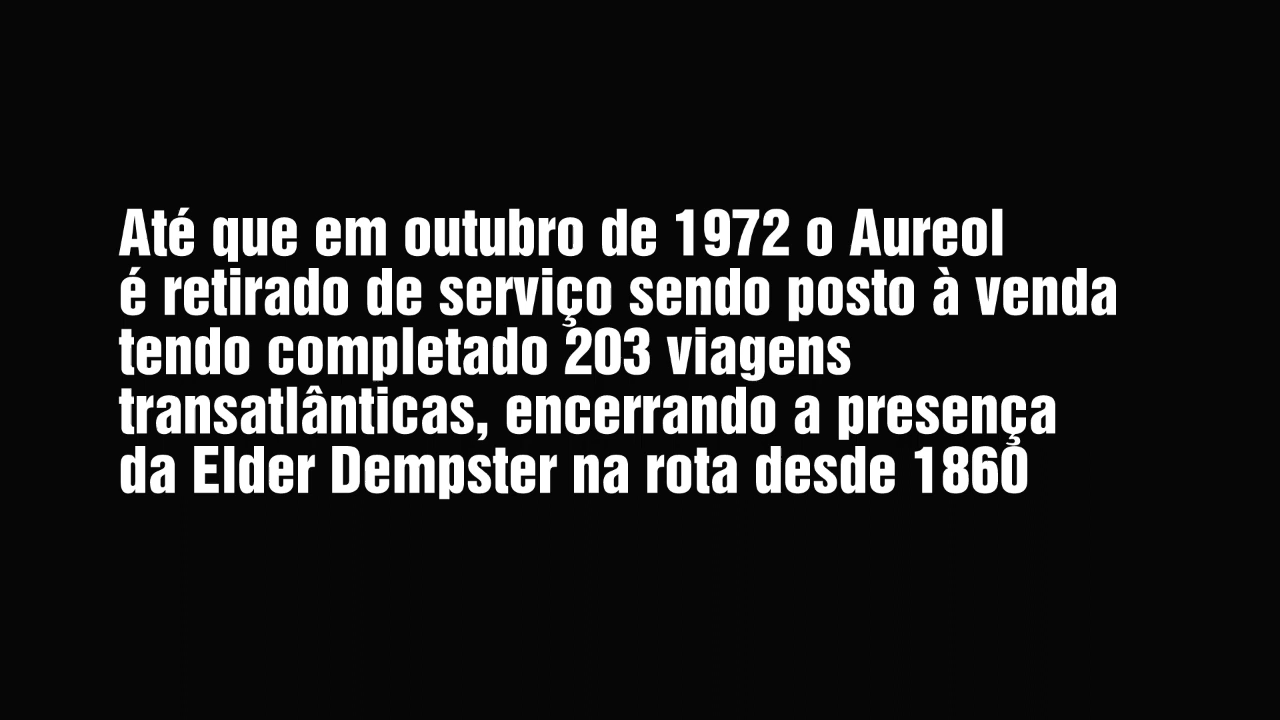 Até que em outubro de 1972 o Aureol
é retirado de serviço sendo posto à venda
tendo completado 203 viagens
transatlânticas, encerrando a presença
da Elder Dempster na rota desde 1860